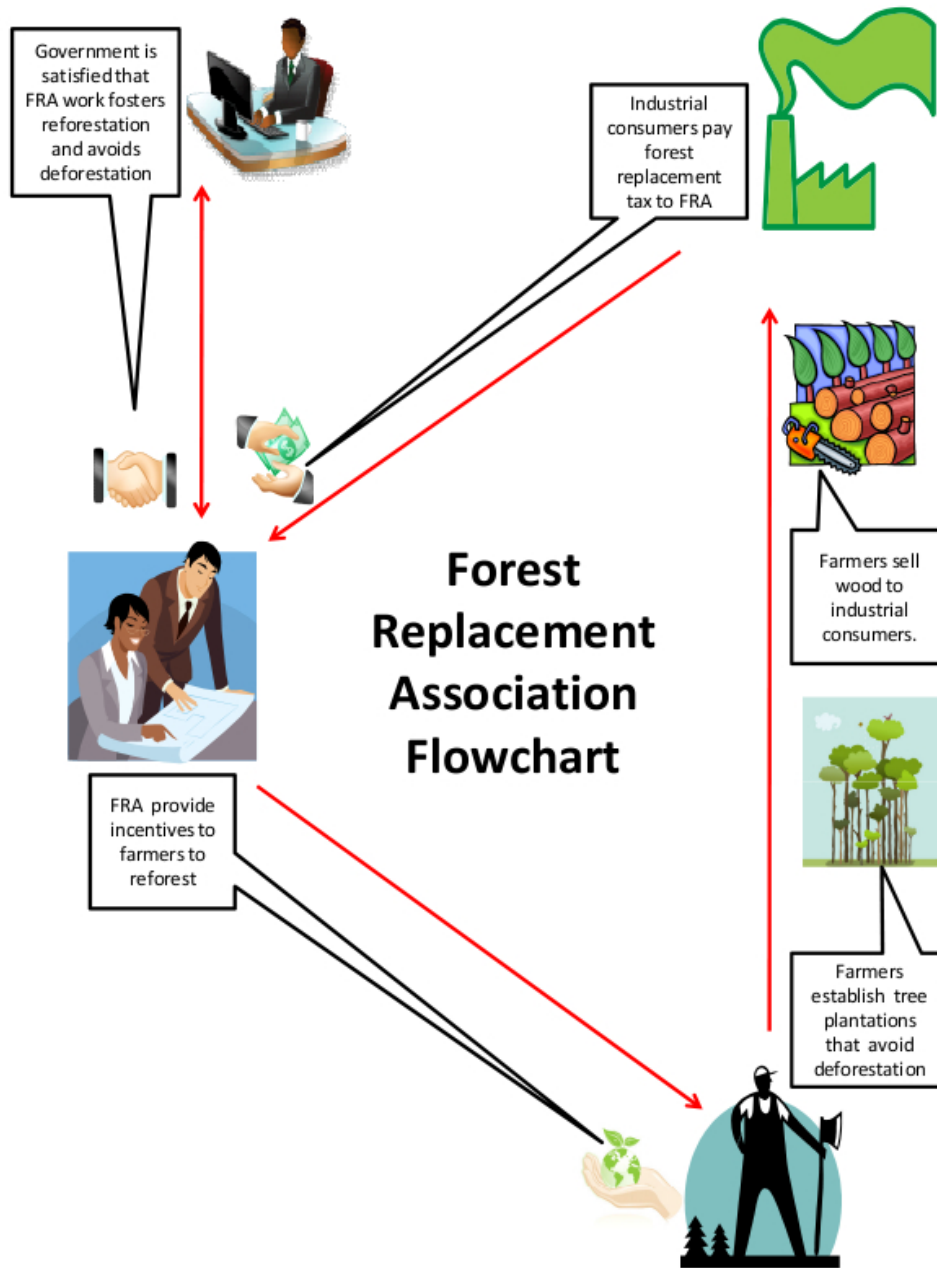 Government is
satisfied that
FRA work fosters
reforestation
and avoids
deforestation
Industrial
consumers pay
forest
replacement
tax to FRA
Forest
Replacement
Association
Flowchart
Farmers sell
wood to
industrial
consumers.
FRA provide
incentives to
farmers to
reforest
Farmers
establish tree
plantations
that avoid
deforestation